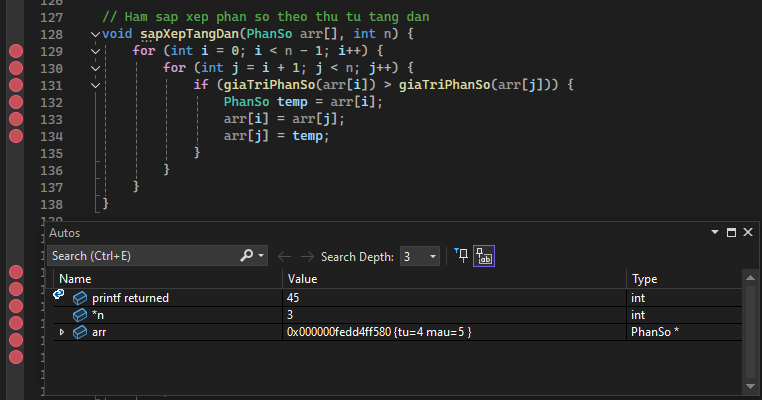 127 // Ham sap xep phan so theo thu tu tang dan
128 void sapXepTangDan(PhanSo arr[], int n) {
129 for (int i = 0; i < n - 1; i++) {
130 for (int j = i + 1; j < n; j++) {
131 if (giaTriPhanSo(arr[i]) > giaTriPhanSo(arr[j])) {
132 PhanSo temp = arr[i];
133 arr[i] = arr[j];
134 arr[j] = temp;
135 }
136 }
137 }
138 }
Autos
Search (Ctrl+E) Search Depth: 3
Name Value Type
printf returned 45 int
*n 3 int
arr 0x000000fedd4ff580 {tu=4 mau=5 } PhanSo *